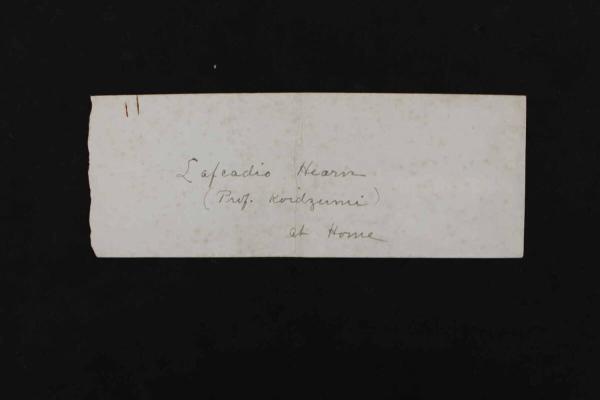 Lafcadio Hearn
(Prof. Koidzumi)
at Home